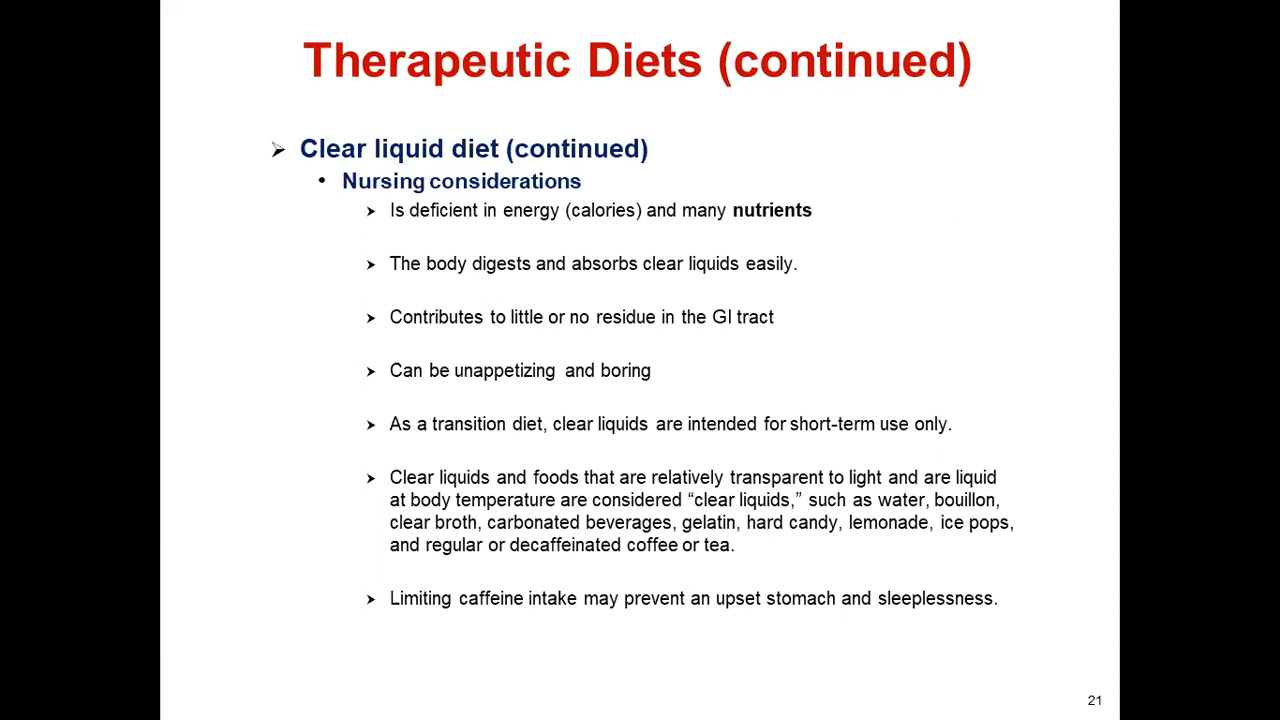 Therapeutic Diets (continued)
➢ Clear liquid diet (continued)
• Nursing considerations
➢ Is deficient in energy (calories) and many nutrients
➢ The body digests and absorbs clear liquids easily.
➢ Contributes to little or no residue in the GI tract
➢ Can be unappetizing and boring
➢ As a transition diet, clear liquids are intended for short-term use only.
➢ Clear liquids and foods that are relatively transparent to light and are liquid
at body temperature are considered “clear liquids,” such as water, bouillon,
clear broth, carbonated beverages, gelatin, hard candy, lemonade, ice pops,
and regular or decaffeinated coffee or tea.
➢ Limiting caffeine intake may prevent an upset stomach and sleeplessness.
21